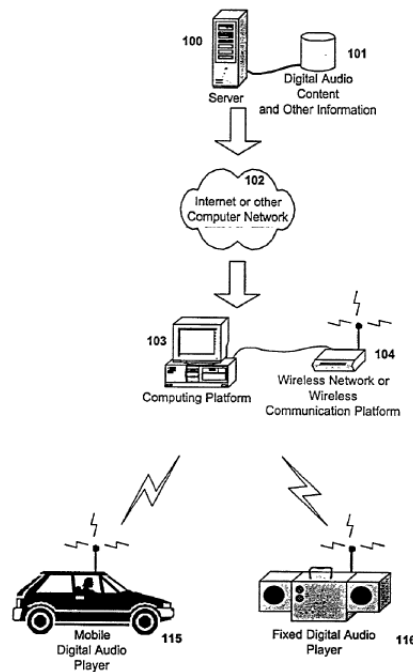 100
101
Server
Digital Audio
Content
and Other Information
102
Internet or other
Computer Network
103
104
Computing Platform
Wireless Network or
Wireless
Communication Platform
Mobile
Digital Audio
Player
115
Fixed Digital Audio
Player
116